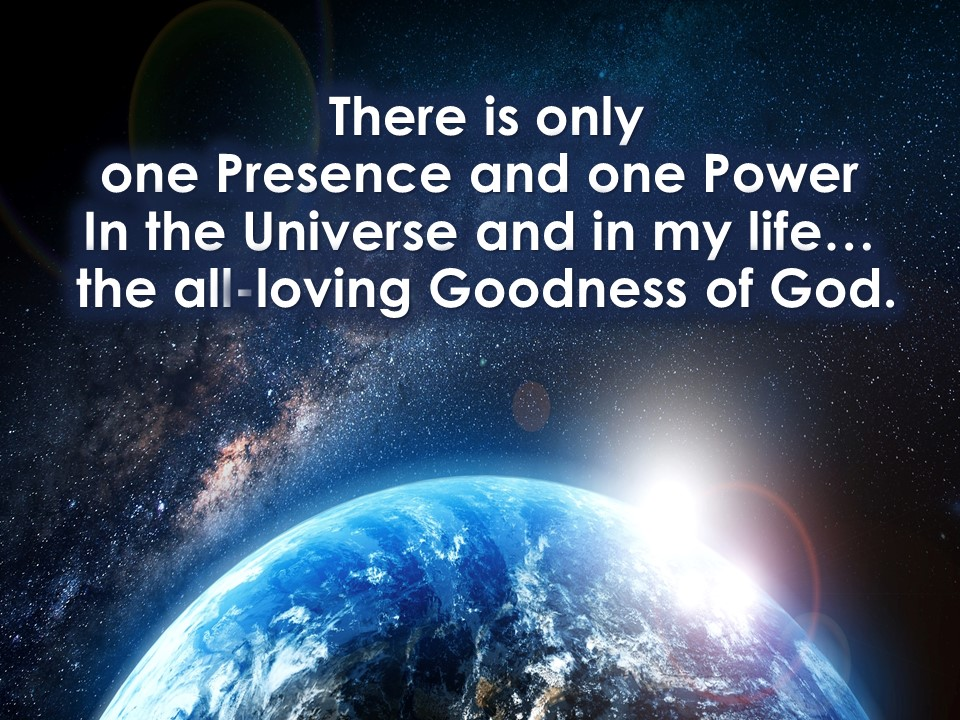 There is only
one Presence and one Power
In the Universe and in my life…
the all-loving Goodness of God.